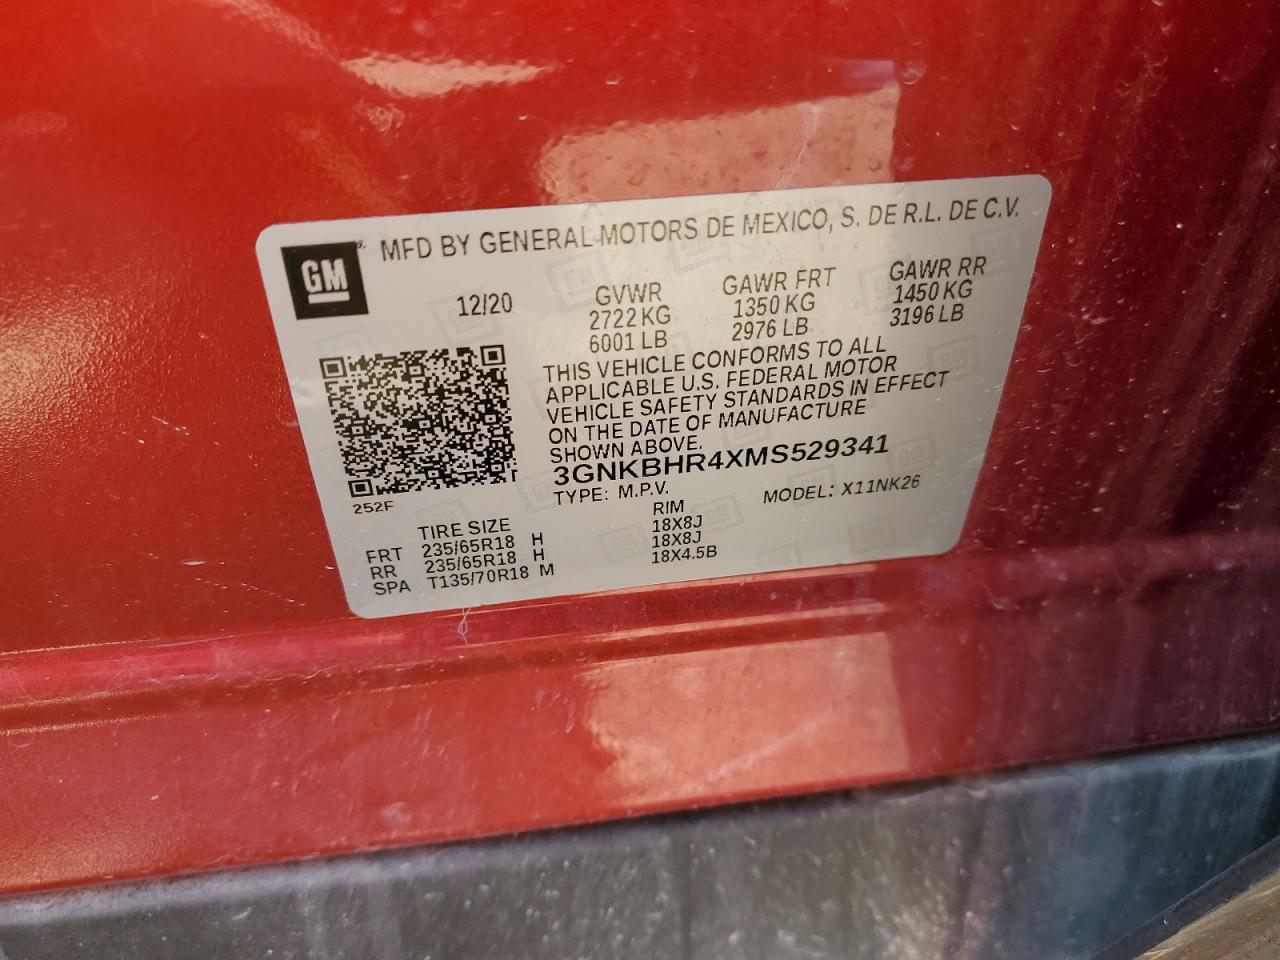 MFD BY GENERAL MOTORS DE MEXICO, S. DE R.L. DE C.V.
GM
12/20
GVWR
2722 KG
6001 LB
GAWR FRT
1350 KG
2976 LB
GAWR RR
1450 KG
3196 LB
THIS VEHICLE CONFORMS TO ALL
APPLICABLE U.S. FEDERAL MOTOR
VEHICLE SAFETY STANDARDS IN EFFECT
ON THE DATE OF MANUFACTURE
SHOWN ABOVE.
3GNKBHR4XMS529341
TYPE: M.P.V. MODEL: X11NK26
252F
TIRE SIZE RIM
FRT 235/65R18 H 18X8J
RR 235/65R18 H 18X8J
SPA T135/70R18 M 18X4.5B